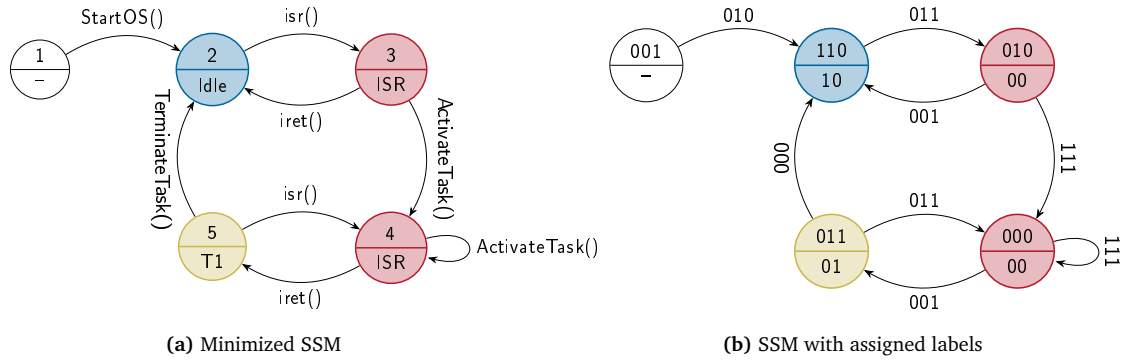 StartOS()
isr()
1
–
2
Idle
3
ISR
iret()
TerminateTask()
ActivateTask()
isr()
5
T1
4
ISR
ActivateTask()
iret()
(a) Minimized SSM
010
011
001
–
110
10
010
00
001
000
111
011
011
01
000
00
111
001
(b) SSM with assigned labels